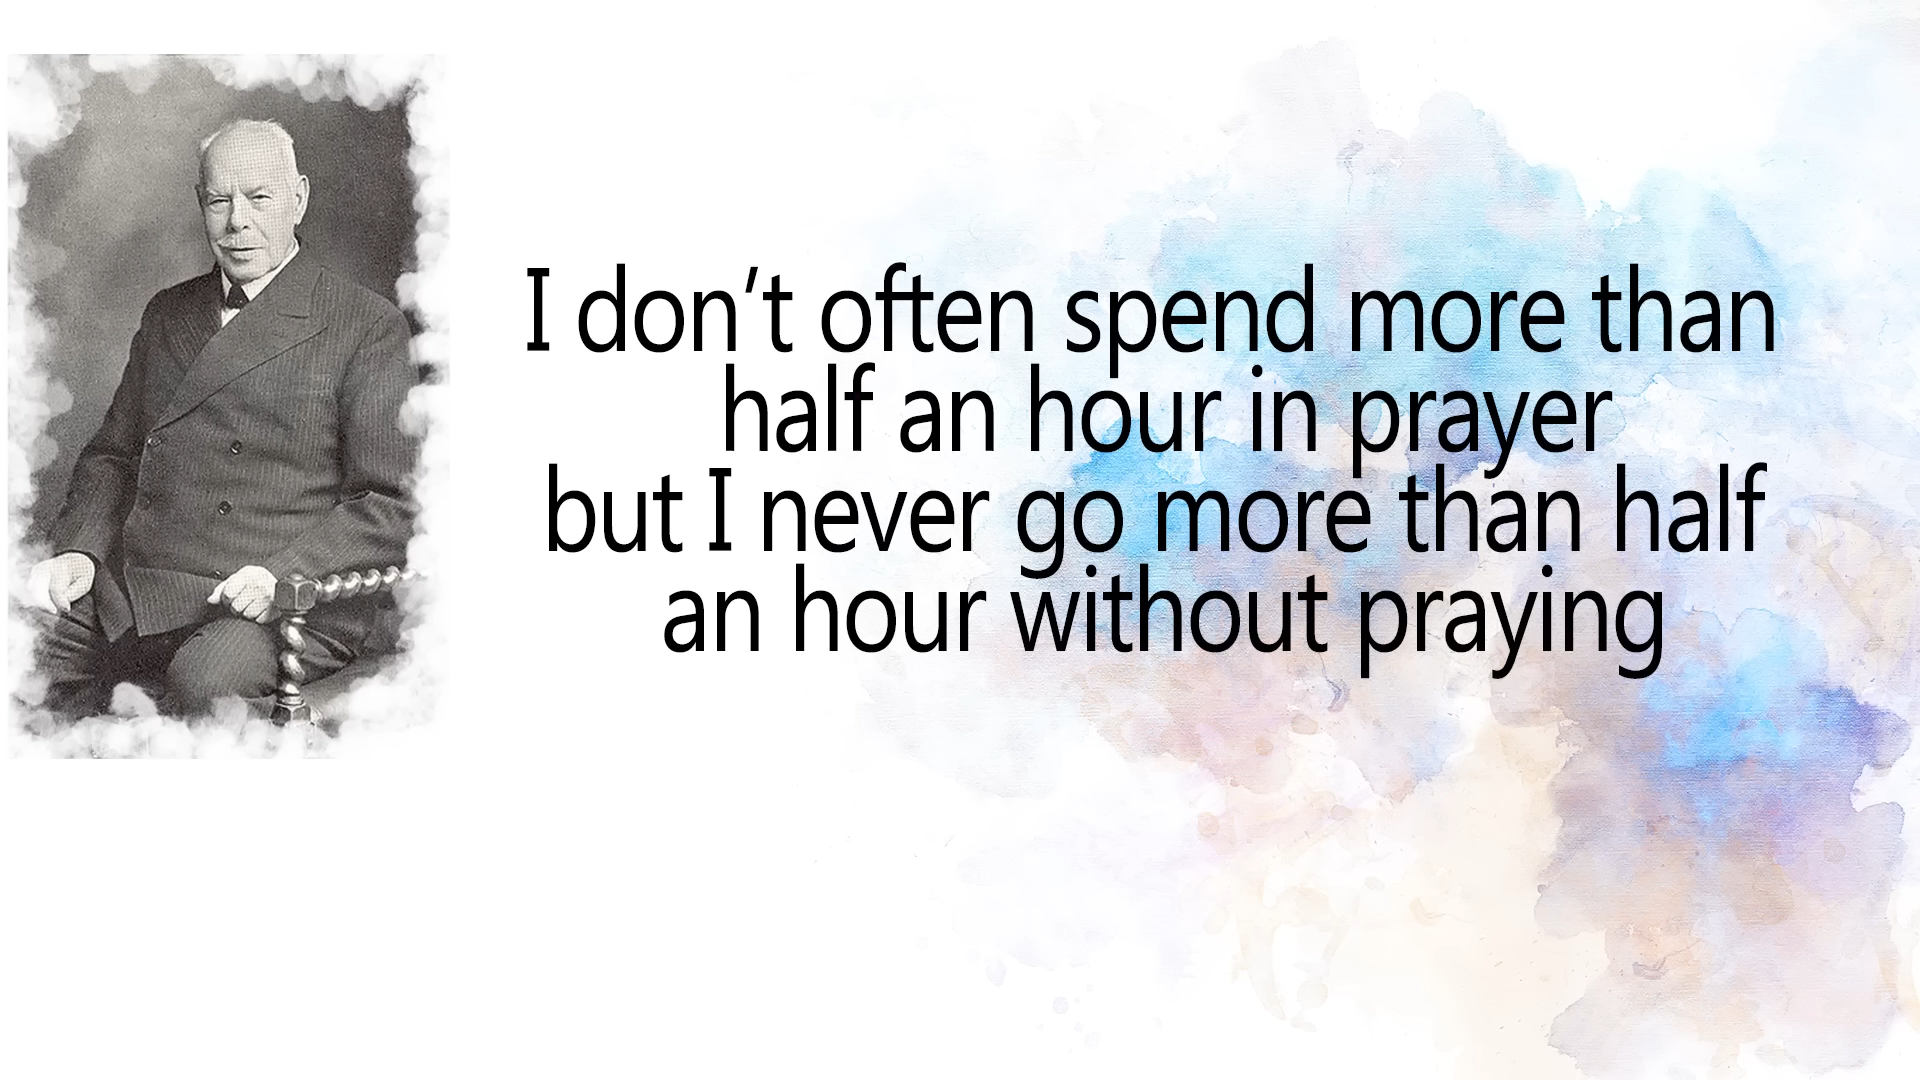 I don’t often spend more than
half an hour in prayer
but I never go more than half
an hour without praying